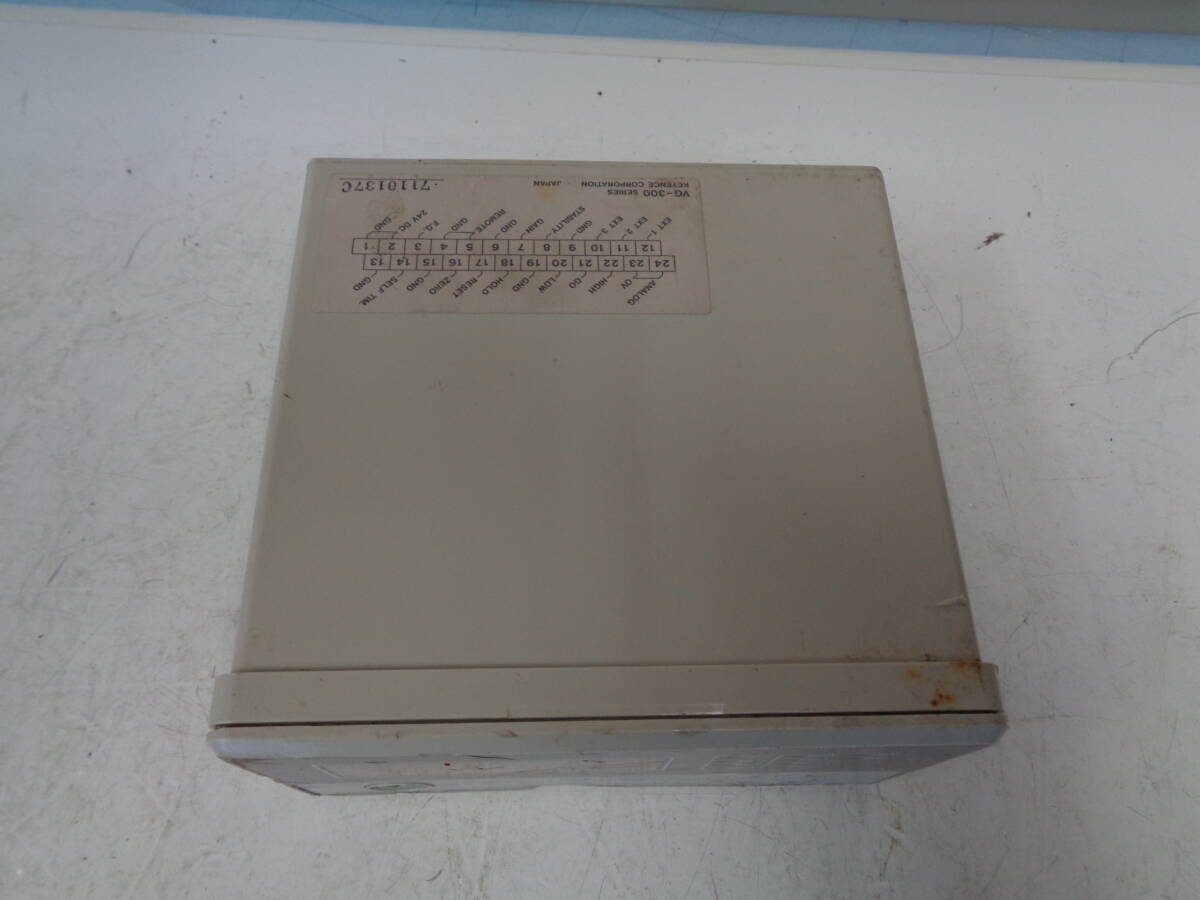 ANALOG 0V HIGH GO LOW GND HOLD RESET ZERO GND SELF TIM. GND
24 23 22 21 20 19 18 17 16 15 14 13
12 11 10 9 8 7 6 5 4 3 2 1
EXT 1 EXT 2 EXT 3 GND STABILITY GAIN GND REMOTE GND F.G. 24V DC GND
VG-300 SERIES
KEYENCE CORPORATION JAPAN
7110137C